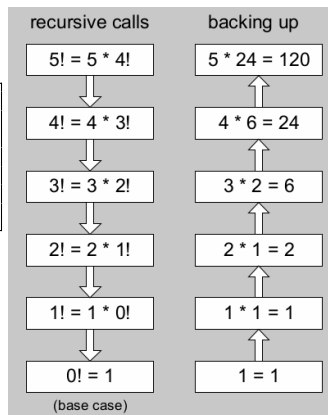 recursive calls
5! = 5 * 4!
4! = 4 * 3!
3! = 3 * 2!
2! = 2 * 1!
1! = 1 * 0!
0! = 1
(base case)
backing up
5 * 24 = 120
4 * 6 = 24
3 * 2 = 6
2 * 1 = 2
1 * 1 = 1
1 = 1